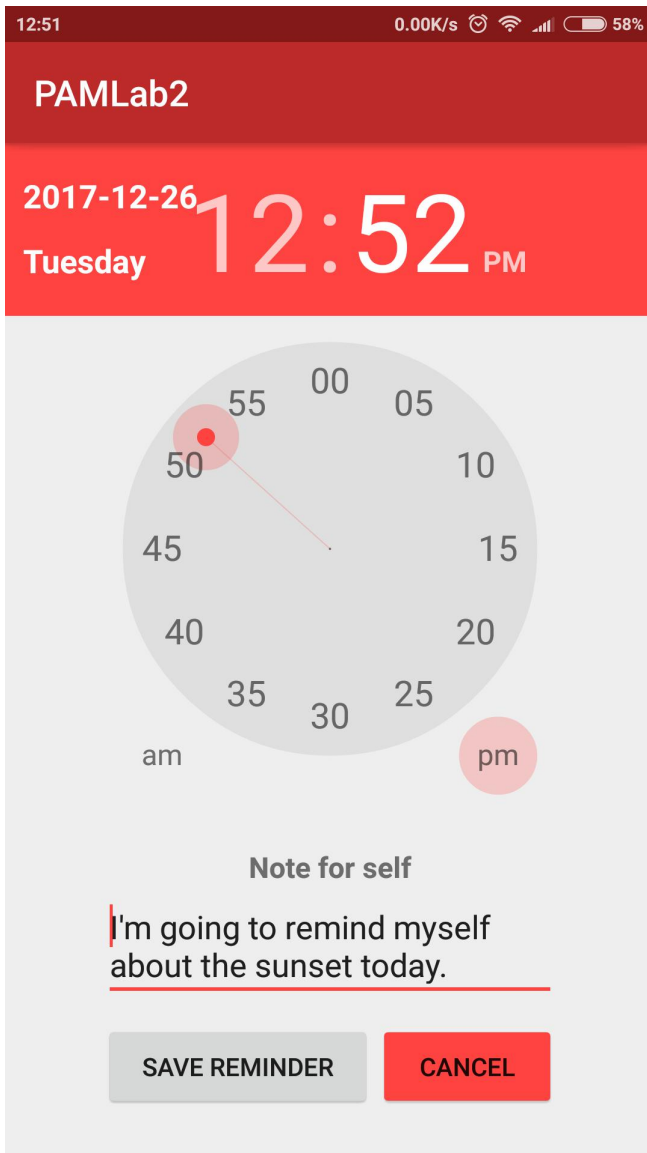 12:51 0.00K/s 58%
PAMLab2
2017-12-26
Tuesday
12:52 PM
00
55 05
50 10
45 15
40 20
35 25
30
am pm
Note for self
I'm going to remind myself
about the sunset today.
SAVE REMINDER CANCEL